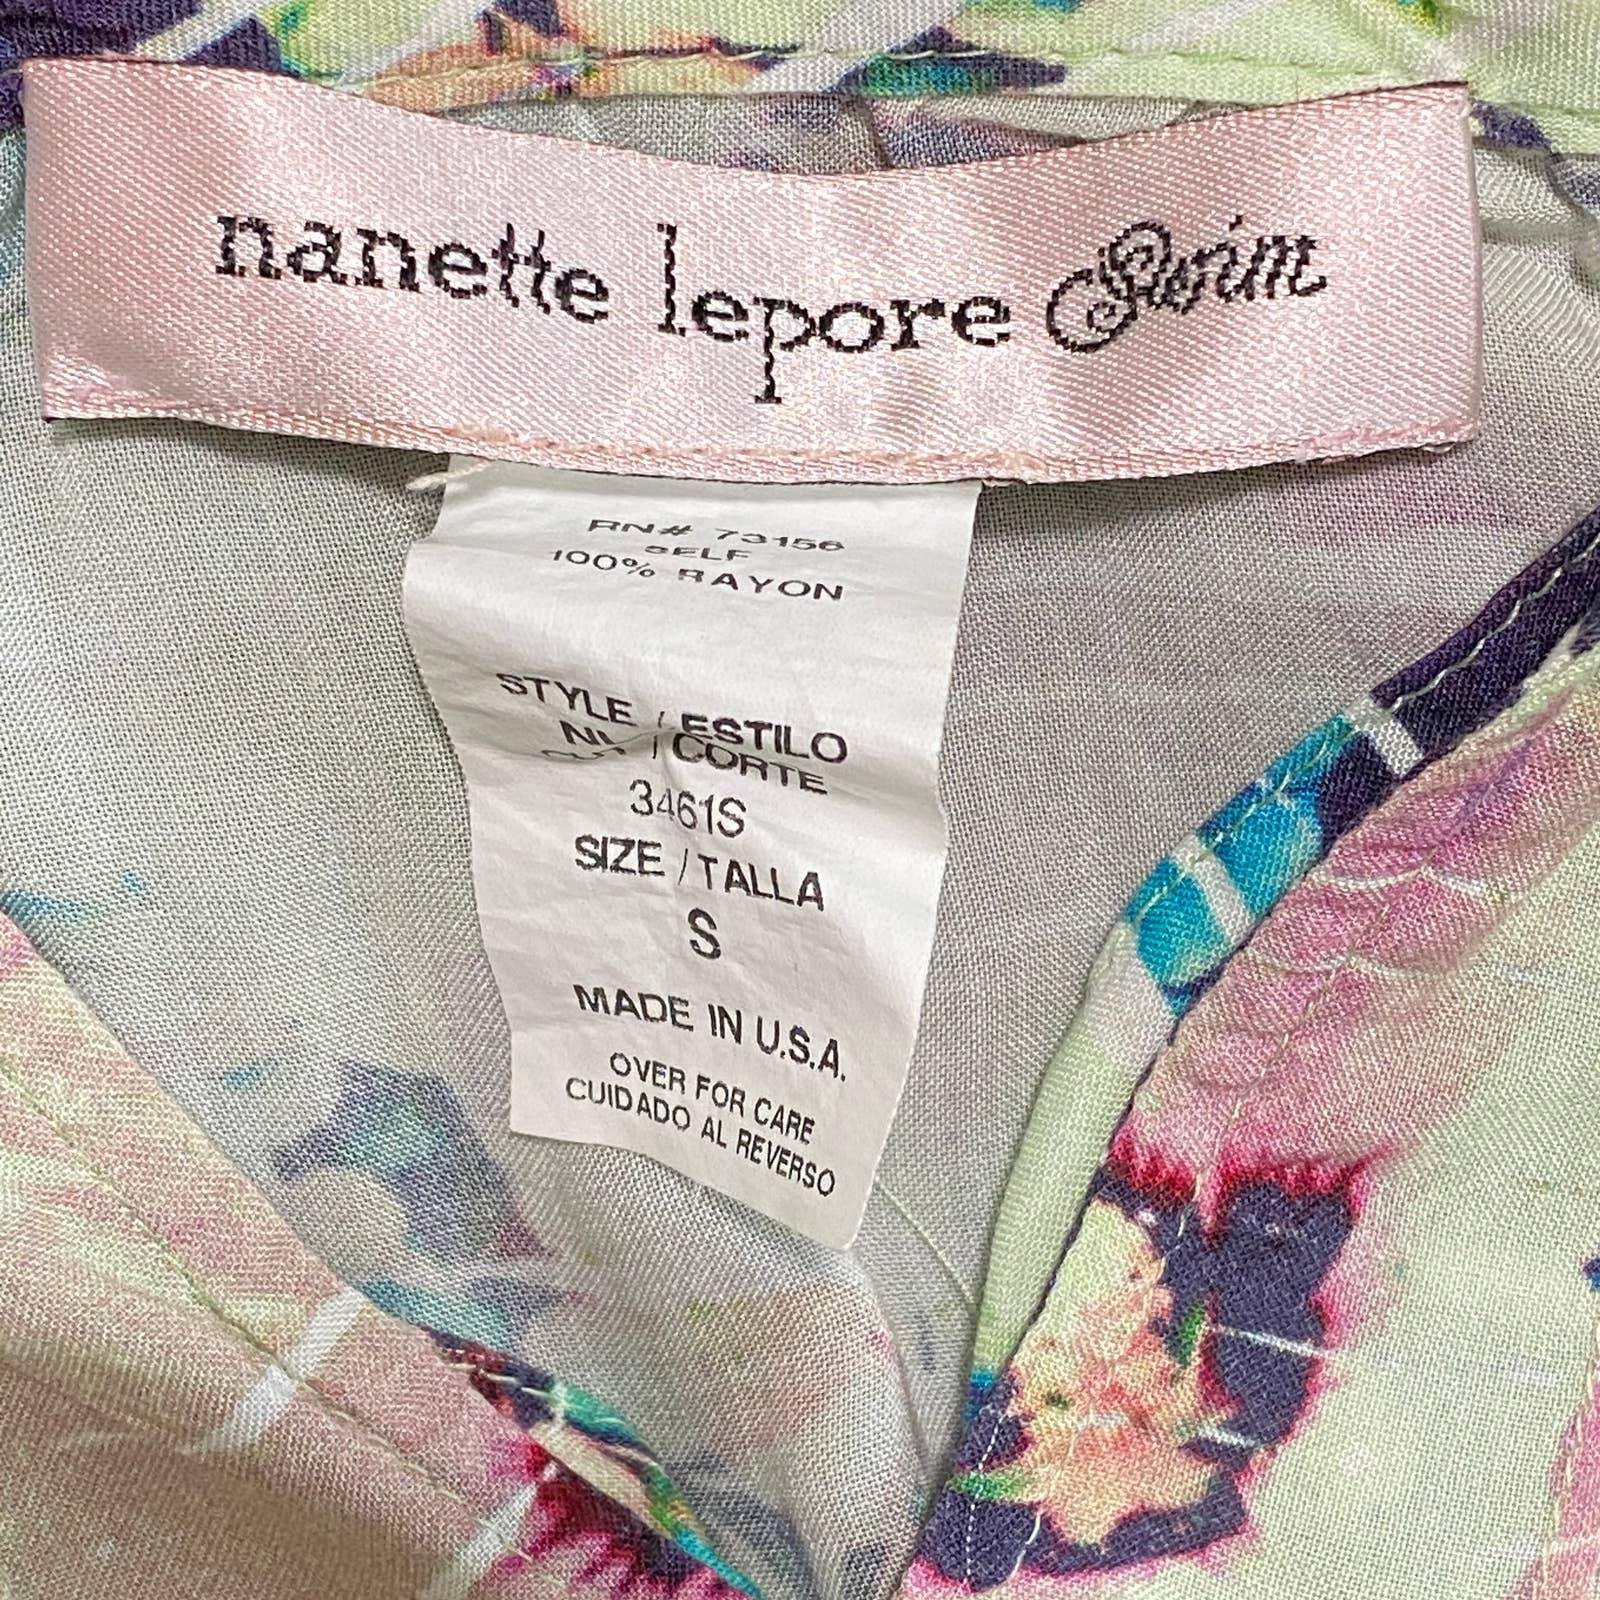 nanette lepore Swim
RN# 73156
SELF
100% RAYON
STYLE / ESTILO
/ CORTE
3461S
SIZE / TALLA
S
MADE IN U.S.A.
OVER FOR CARE
CUIDADO AL REVERSO